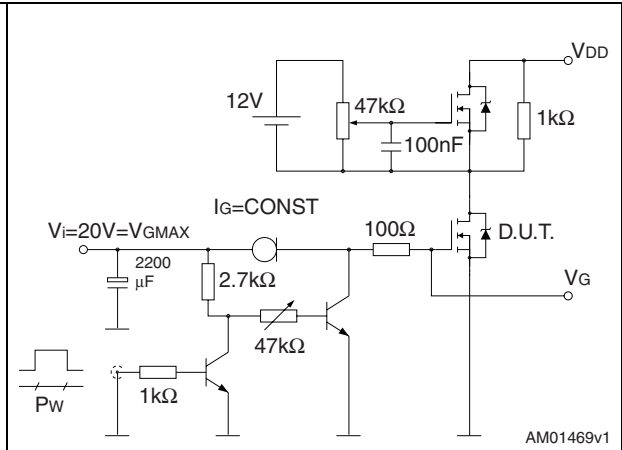 VDD
12V
47kΩ
1kΩ
100nF
IG=CONST
Vi=20V=VGMAX
100Ω
D.U.T.
2200
μF
2.7kΩ
VG
47kΩ
1kΩ
PW
AM01469v1